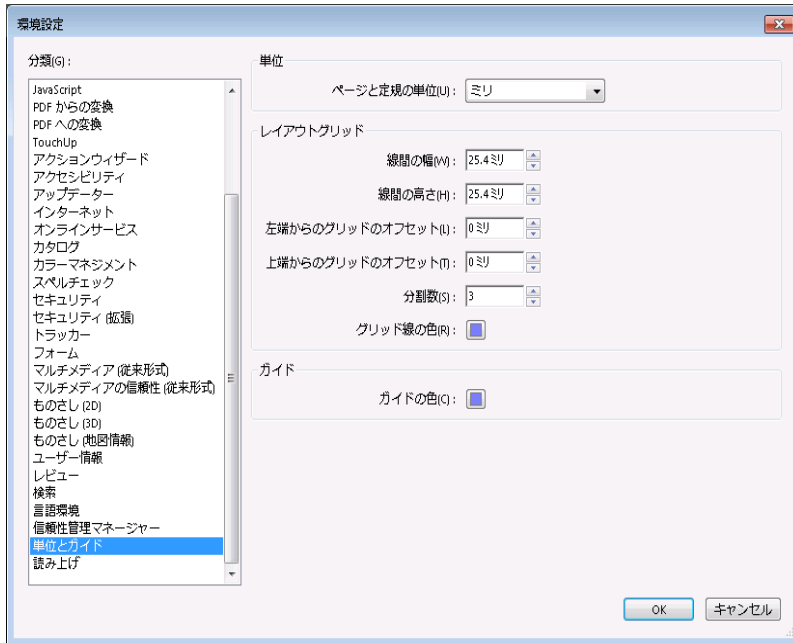 環境設定
分類(G):
JavaScript
PDF からの変換
PDF への変換
TouchUp
アクションウィザード
アクセシビリティ
アップデーター
インターネット
オンラインサービス
カタログ
カラーマネジメント
スペルチェック
セキュリティ
セキュリティ (拡張)
トラッカー
フォーム
マルチメディア (従来形式)
マルチメディアの信頼性 (従来形式)
ものさし (2D)
ものさし (3D)
ものさし (地図情報)
ユーザー情報
レビュー
検索
言語環境
信頼性管理マネージャー
単位とガイド
読み上げ
単位
ページと定規の単位(U): ミリ
レイアウトグリッド
線間の幅(W): 25.4 ミリ
線間の高さ(H): 25.4 ミリ
左端からのグリッドのオフセット(L): 0 ミリ
上端からのグリッドのオフセット(T): 0 ミリ
分割数(S): 3
グリッド線の色(R):
ガイド
ガイドの色(C):
OK キャンセル